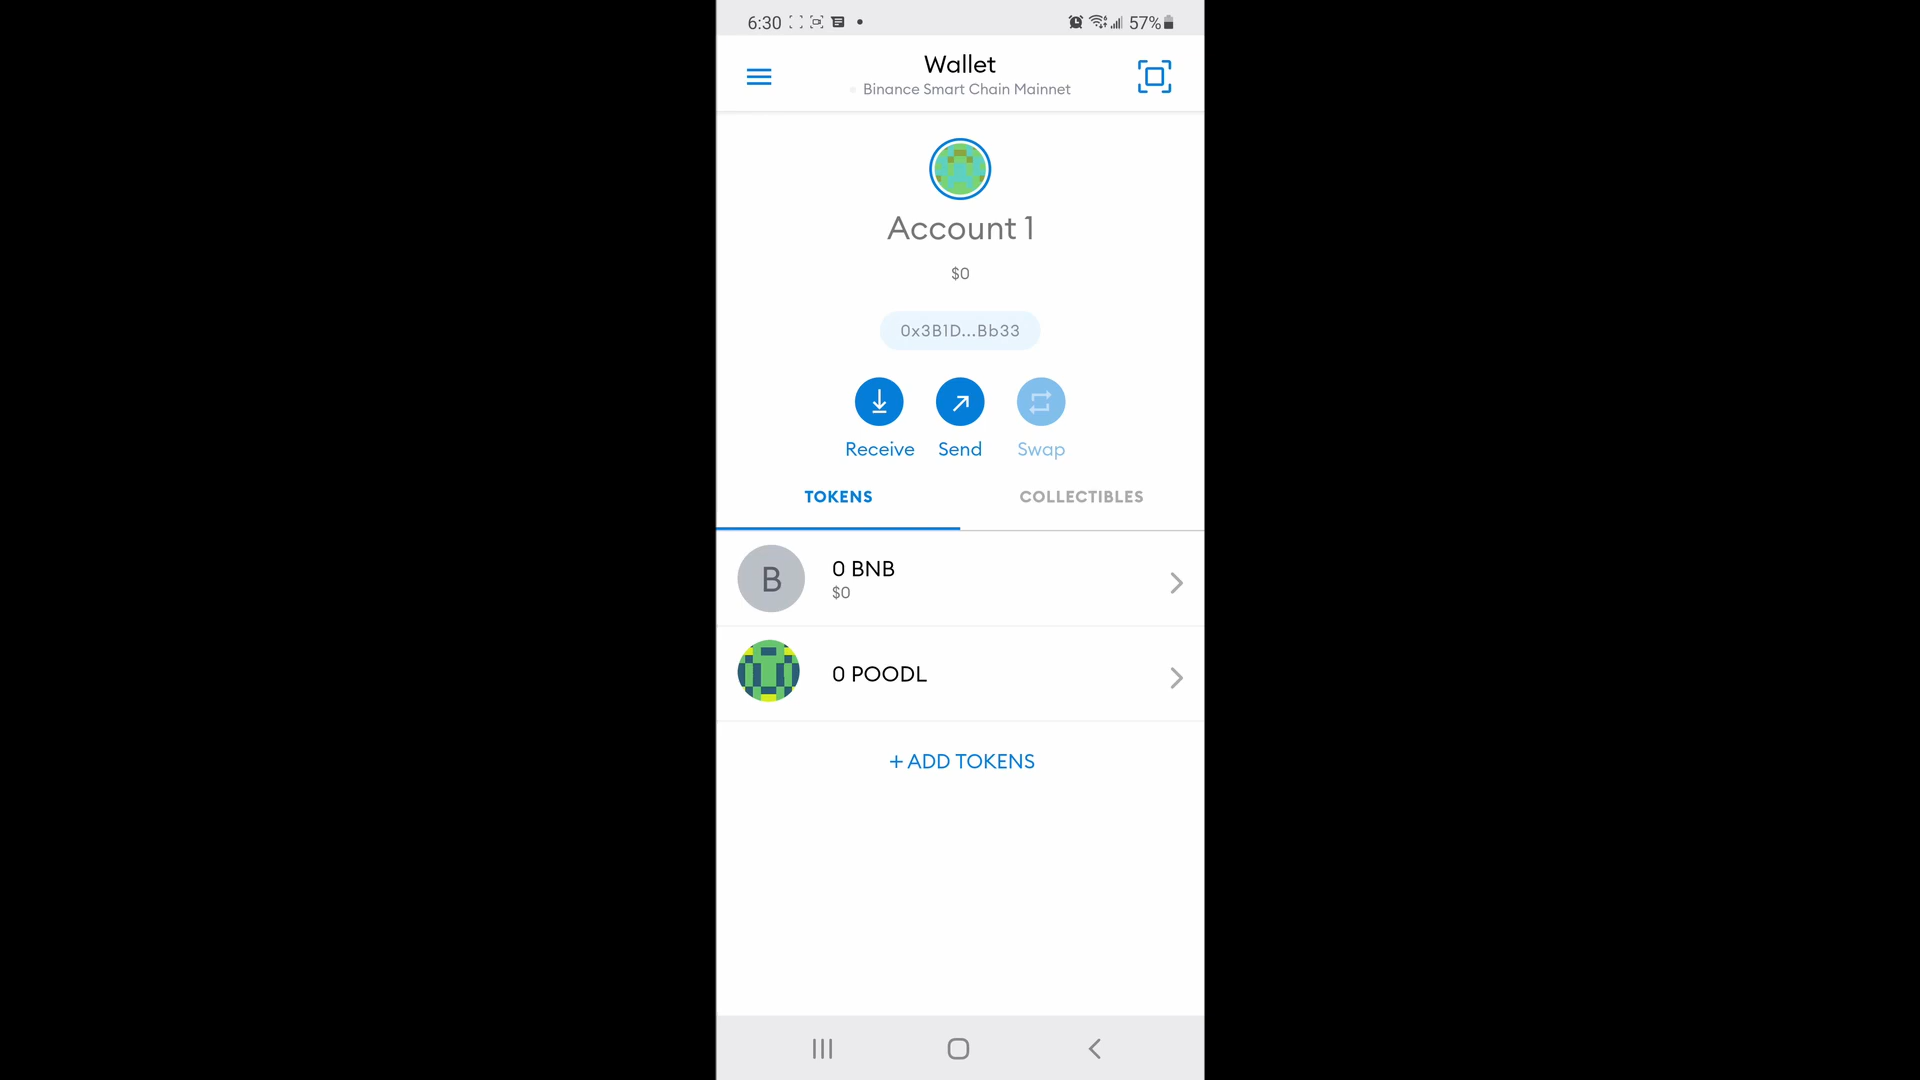 6:30 57%
Wallet
Binance Smart Chain Mainnet
Account 1
$0
0x3B1D...Bb33
Receive Send Swap
TOKENS COLLECTIBLES
B 0 BNB
$0
0 POODL
+ ADD TOKENS